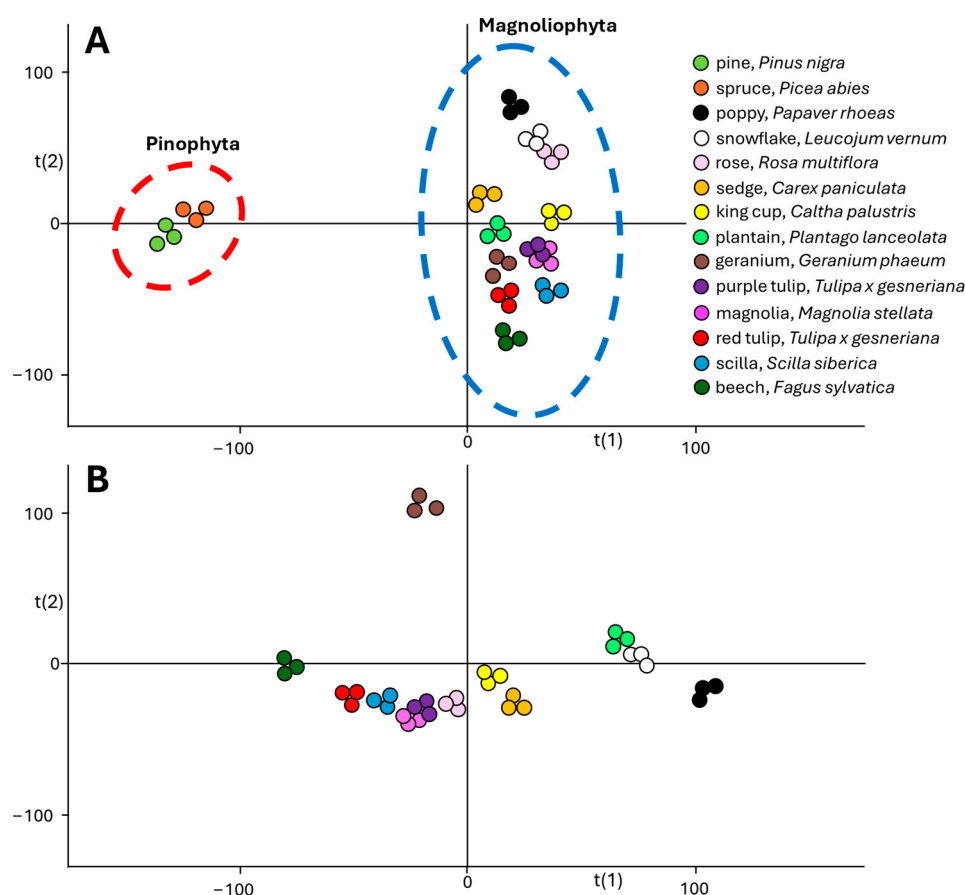 A
Magnoliophyta
Pinophyta
100
t(2)
0
−100
−100
0
t(1)
100
pine, Pinus nigra
spruce, Picea abies
poppy, Papaver rhoeas
snowflake, Leucojum vernum
rose, Rosa multiflora
sedge, Carex paniculata
king cup, Caltha palustris
plantain, Plantago lanceolata
geranium, Geranium phaeum
purple tulip, Tulipa x gesneriana
magnolia, Magnolia stellata
red tulip, Tulipa x gesneriana
scilla, Scilla siberica
beech, Fagus sylvatica
B
100
t(2)
0
−100
−100
0
t(1)
100